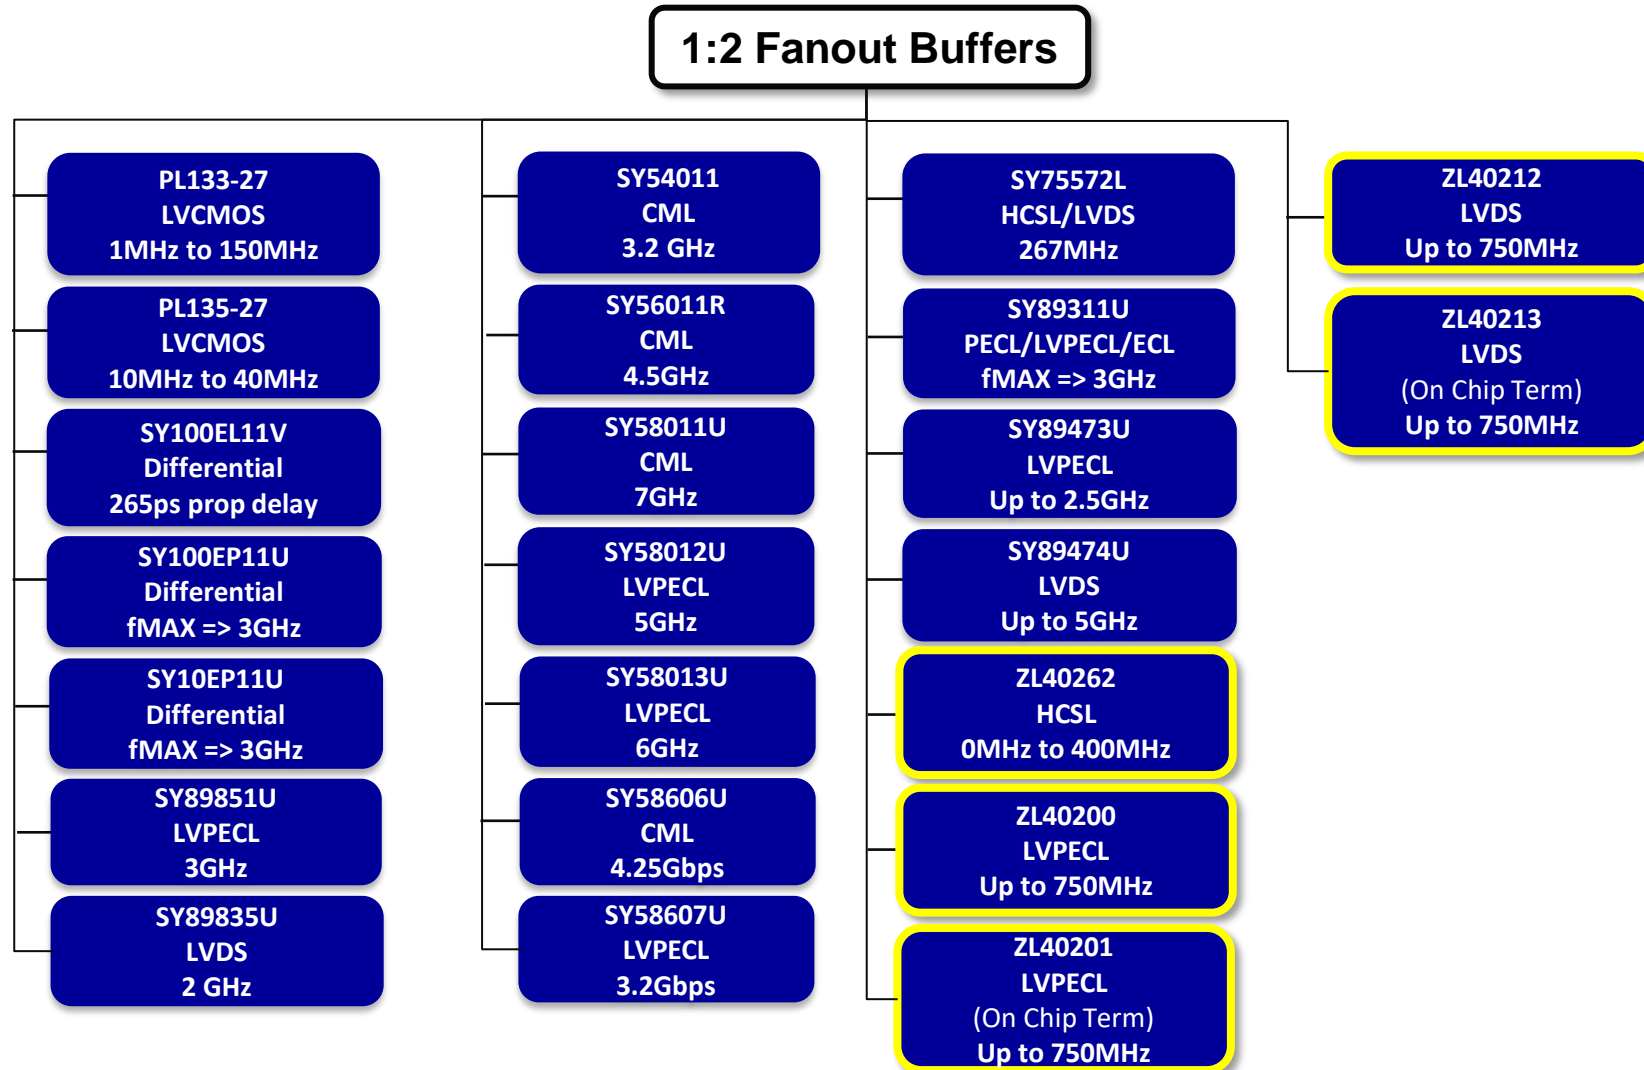 1:2 Fanout Buffers
PL133-27
LVCMOS
1MHz to 150MHz
PL135-27
LVCMOS
10MHz to 40MHz
SY100EL11V
Differential
265ps prop delay
SY100EP11U
Differential
fMAX => 3GHz
SY10EP11U
Differential
fMAX => 3GHz
SY89851U
LVPECL
3GHz
SY89835U
LVDS
2 GHz
SY54011
CML
3.2 GHz
SY56011R
CML
4.5GHz
SY58011U
CML
7GHz
SY58012U
LVPECL
5GHz
SY58013U
LVPECL
6GHz
SY58606U
CML
4.25Gbps
SY58607U
LVPECL
3.2Gbps
SY75572L
HCSL/LVDS
267MHz
SY89311U
PECL/LVPECL/ECL
fMAX => 3GHz
SY89473U
LVPECL
Up to 2.5GHz
SY89474U
LVDS
Up to 5GHz
ZL40262
HCSL
0MHz to 400MHz
ZL40200
LVPECL
Up to 750MHz
ZL40201
LVPECL
(On Chip Term)
Up to 750MHz
ZL40212
LVDS
Up to 750MHz
ZL40213
LVDS
(On Chip Term)
Up to 750MHz